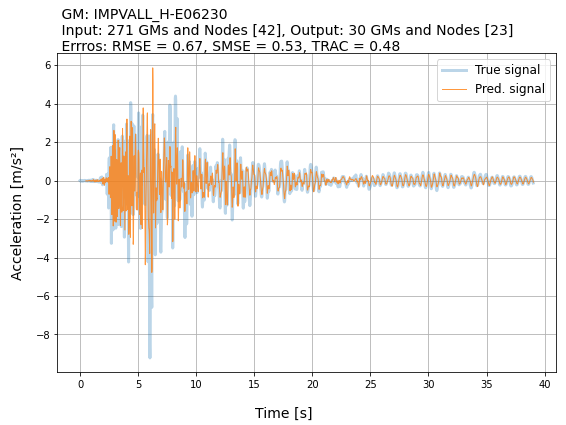 GM: IMPVALL_H-E06230
Input: 271 GMs and Nodes [42], Output: 30 GMs and Nodes [23]
Errros: RMSE = 0.67, SMSE = 0.53, TRAC = 0.48
True signal
Pred. signal
6
4
2
0
−2
−4
−6
−8
Acceleration [m/s²]
0 5 10 15 20 25 30 35 40
Time [s]